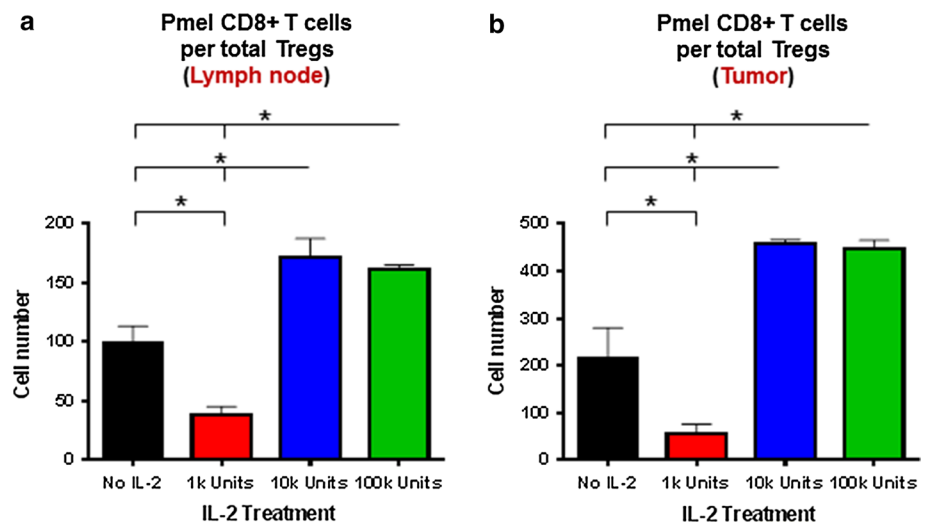 a
Pmel CD8+ T cells
per total Tregs
(Lymph node)
*
*
*
200
150
100
50
0
Cell number
No IL-2 1k Units 10k Units 100k Units
IL-2 Treatment
b
Pmel CD8+ T cells
per total Tregs
(Tumor)
*
*
*
500
400
300
200
100
0
Cell number
No IL-2 1k Units 10k Units 100k Units
IL-2 Treatment